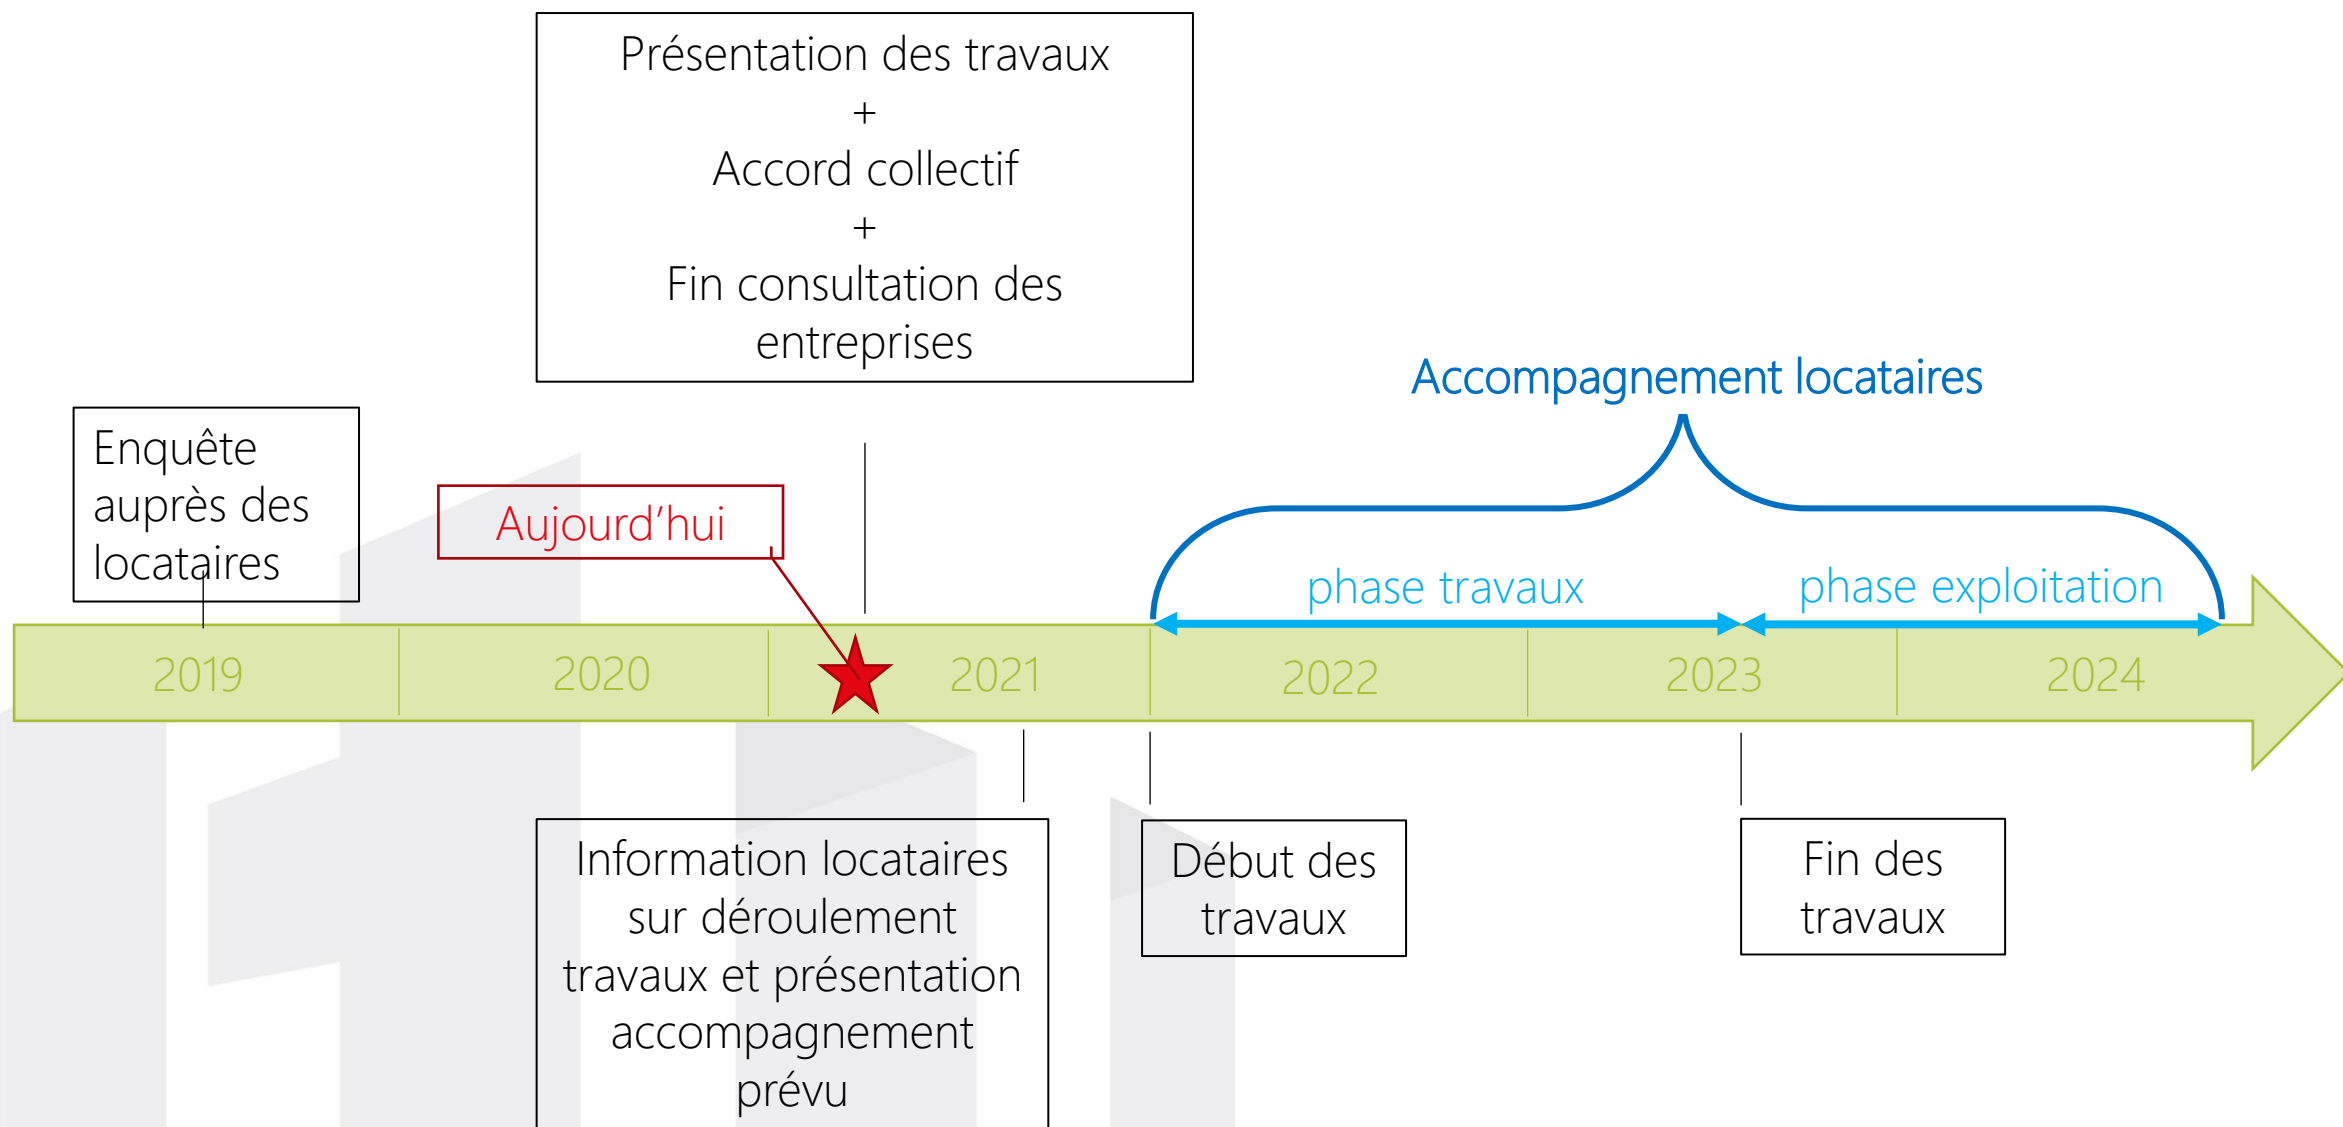 Présentation des travaux
+
Accord collectif
+
Fin consultation des
entreprises
Accompagnement locataires
Enquête
auprès des
locataires
Aujourd’hui
phase travaux
phase exploitation
2019
2020
2021
2022
2023
2024
Information locataires
sur déroulement
travaux et présentation
accompagnement
prévu
Début des
travaux
Fin des
travaux